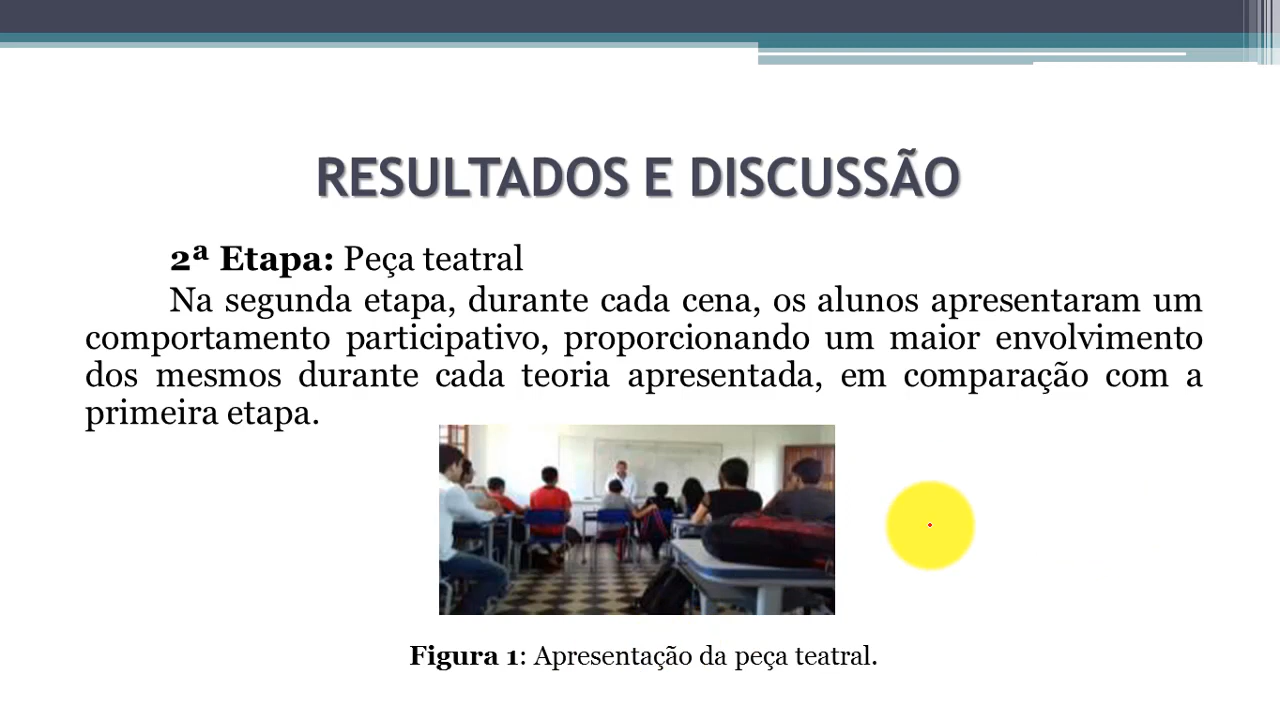 RESULTADOS E DISCUSSÃO
2ª Etapa: Peça teatral
Na segunda etapa, durante cada cena, os alunos apresentaram um
comportamento participativo, proporcionando um maior envolvimento
dos mesmos durante cada teoria apresentada, em comparação com a
primeira etapa.
Figura 1: Apresentação da peça teatral.